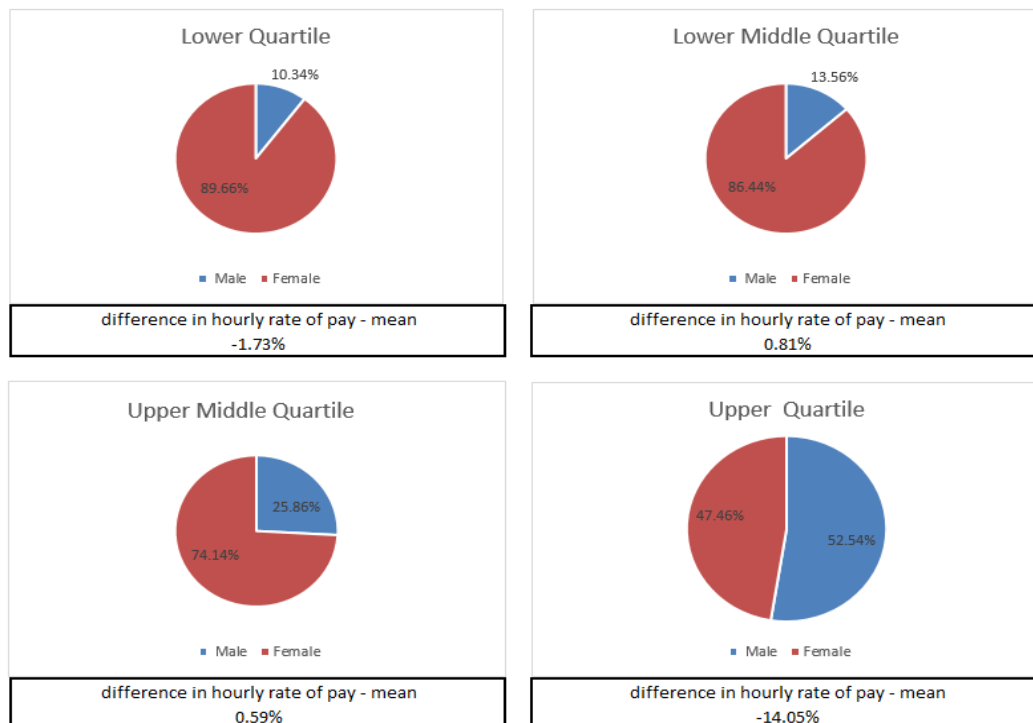 Lower Quartile
10.34%
89.66%
Male Female
difference in hourly rate of pay - mean
-1.73%
Lower Middle Quartile
13.56%
86.44%
Male Female
difference in hourly rate of pay - mean
0.81%
Upper Middle Quartile
25.86%
74.14%
Male Female
difference in hourly rate of pay - mean
0.59%
Upper Quartile
47.46%
52.54%
Male Female
difference in hourly rate of pay - mean
-14.05%